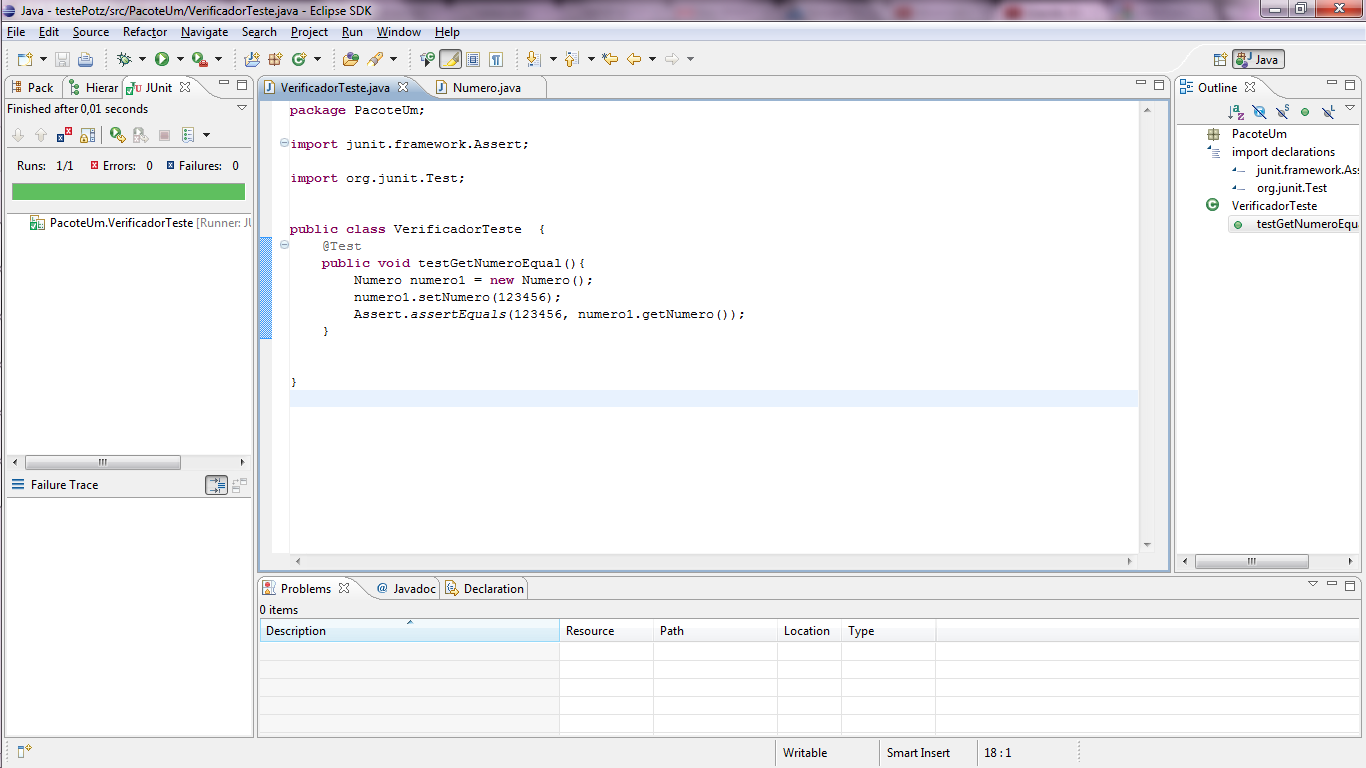 Java - testePotz/src/PacoteUm/VerificadorTeste.java - Eclipse SDK
File Edit Source Refactor Navigate Search Project Run Window Help
Java
Pack Hierar JUnit
Finished after 0,01 seconds
Runs: 1/1 Errors: 0 Failures: 0
PacoteUm.VerificadorTeste [Runner: JU
Failure Trace
VerificadorTeste.java Numero.java
package PacoteUm;
import junit.framework.Assert;
import org.junit.Test;
public class VerificadorTeste  {
@Test
public void testGetNumeroEqual(){
Numero numero1 = new Numero();
numero1.setNumero(123456);
Assert.assertEquals(123456, numero1.getNumero());
}
}
Outline
PacoteUm
import declarations
junit.framework.Ass
org.junit.Test
VerificadorTeste
testGetNumeroEqua
Problems @ Javadoc Declaration
0 items
Description Resource Path Location Type
Writable Smart Insert 18 : 1